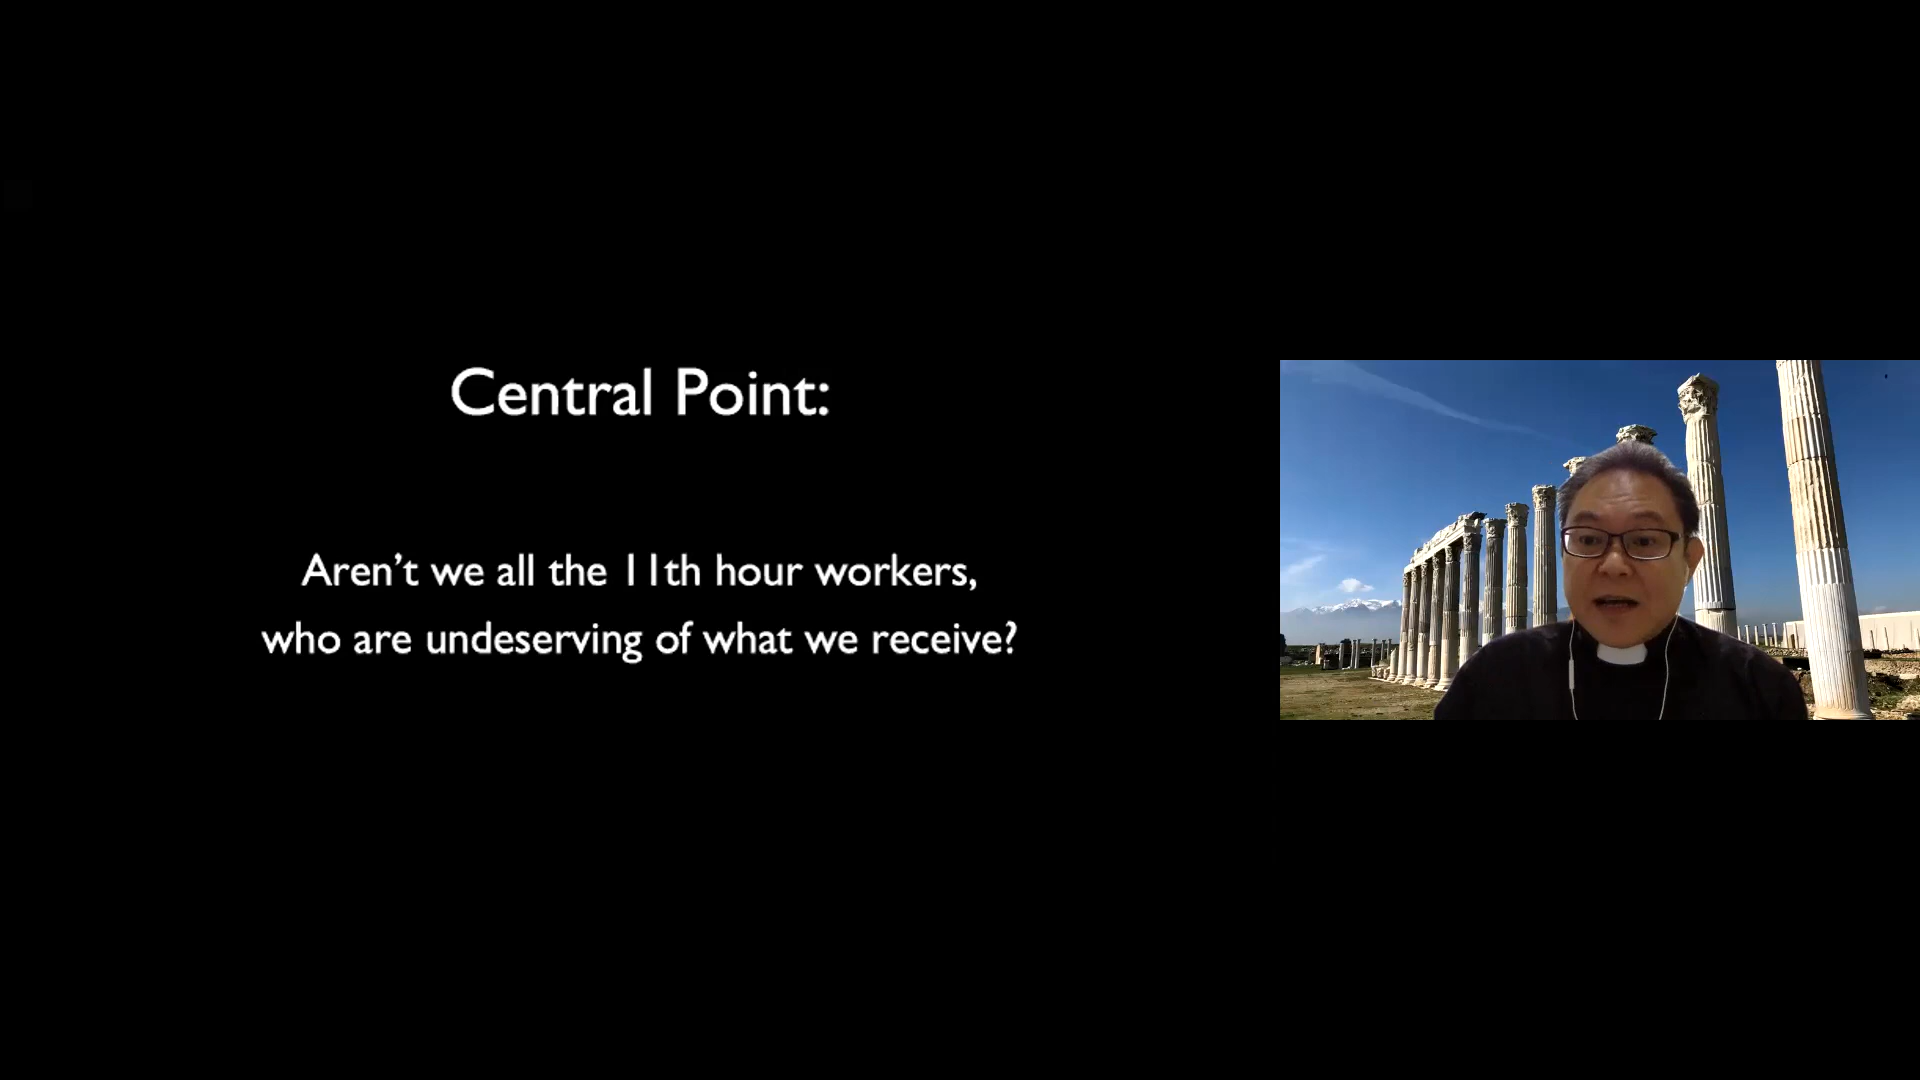 Central Point:
Aren’t we all the 11th hour workers,
who are undeserving of what we receive?